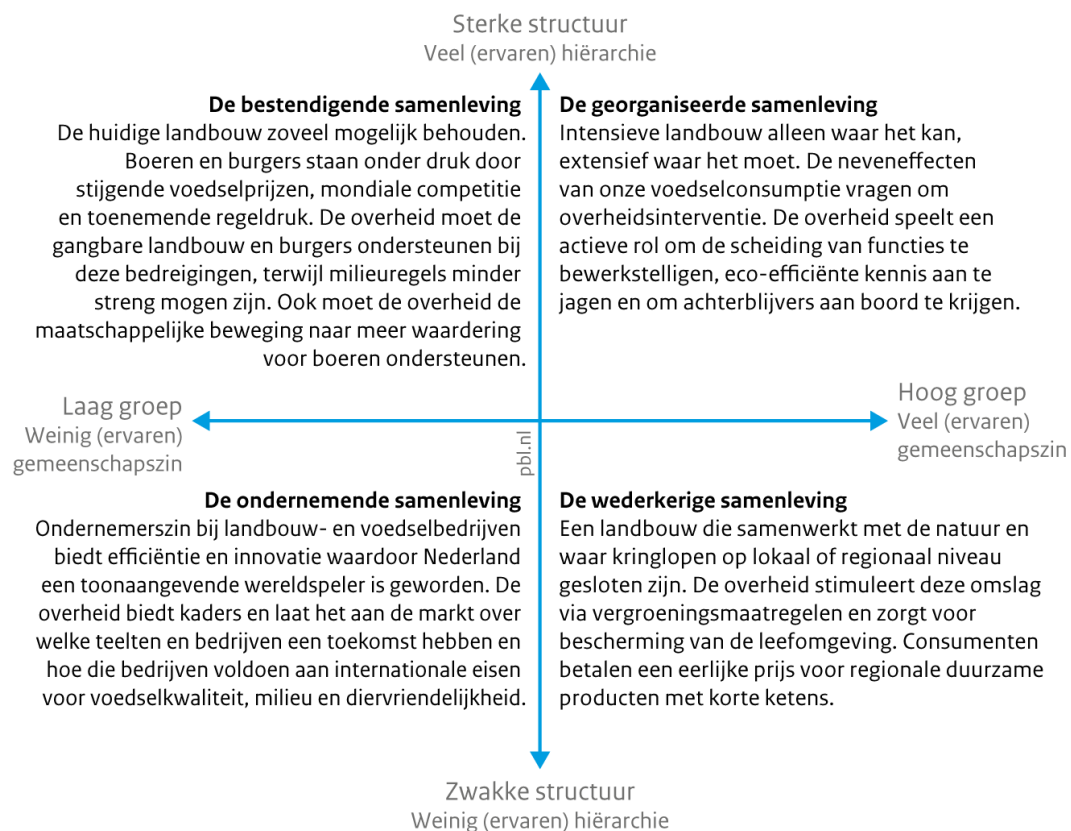 Sterke structuur
Veel (ervaren) hiërarchie
De bestendigende samenleving
De huidige landbouw zoveel mogelijk behouden.
Boeren en burgers staan onder druk door
stijgende voedselprijzen, mondiale competitie
en toenemende regeldruk. De overheid moet de
gangbare landbouw en burgers ondersteunen bij
deze bedreigingen, terwijl milieuregels minder
streng mogen zijn. Ook moet de overheid de
maatschappelijke beweging naar meer waardering
voor boeren ondersteunen.
De georganiseerde samenleving
Intensieve landbouw alleen waar het kan,
extensief waar het moet. De neveneffecten
van onze voedselconsumptie vragen om
overheidsinterventie. De overheid speelt een
actieve rol om de scheiding van functies te
bewerkstelligen, eco-efficiënte kennis aan te
jagen en om achterblijvers aan boord te krijgen.
Laag groep
Weinig (ervaren)
gemeenschapszin
Hoog groep
Veel (ervaren)
gemeenschapszin
pbl.nl
De ondernemende samenleving
Ondernemerszin bij landbouw- en voedselbedrijven
biedt efficiëntie en innovatie waardoor Nederland
een toonaangevende wereldspeler is geworden. De
overheid biedt kaders en laat het aan de markt over
welke teelten en bedrijven een toekomst hebben en
hoe die bedrijven voldoen aan internationale eisen
voor voedselkwaliteit, milieu en diervriendelijkheid.
De wederkerige samenleving
Een landbouw die samenwerkt met de natuur en
waar kringlopen op lokaal of regionaal niveau
gesloten zijn. De overheid stimuleert deze omslag
via vergroeningsmaatregelen en zorgt voor
bescherming van de leefomgeving. Consumenten
betalen een eerlijke prijs voor regionale duurzame
producten met korte ketens.
Zwakke structuur
Weinig (ervaren) hiërarchie